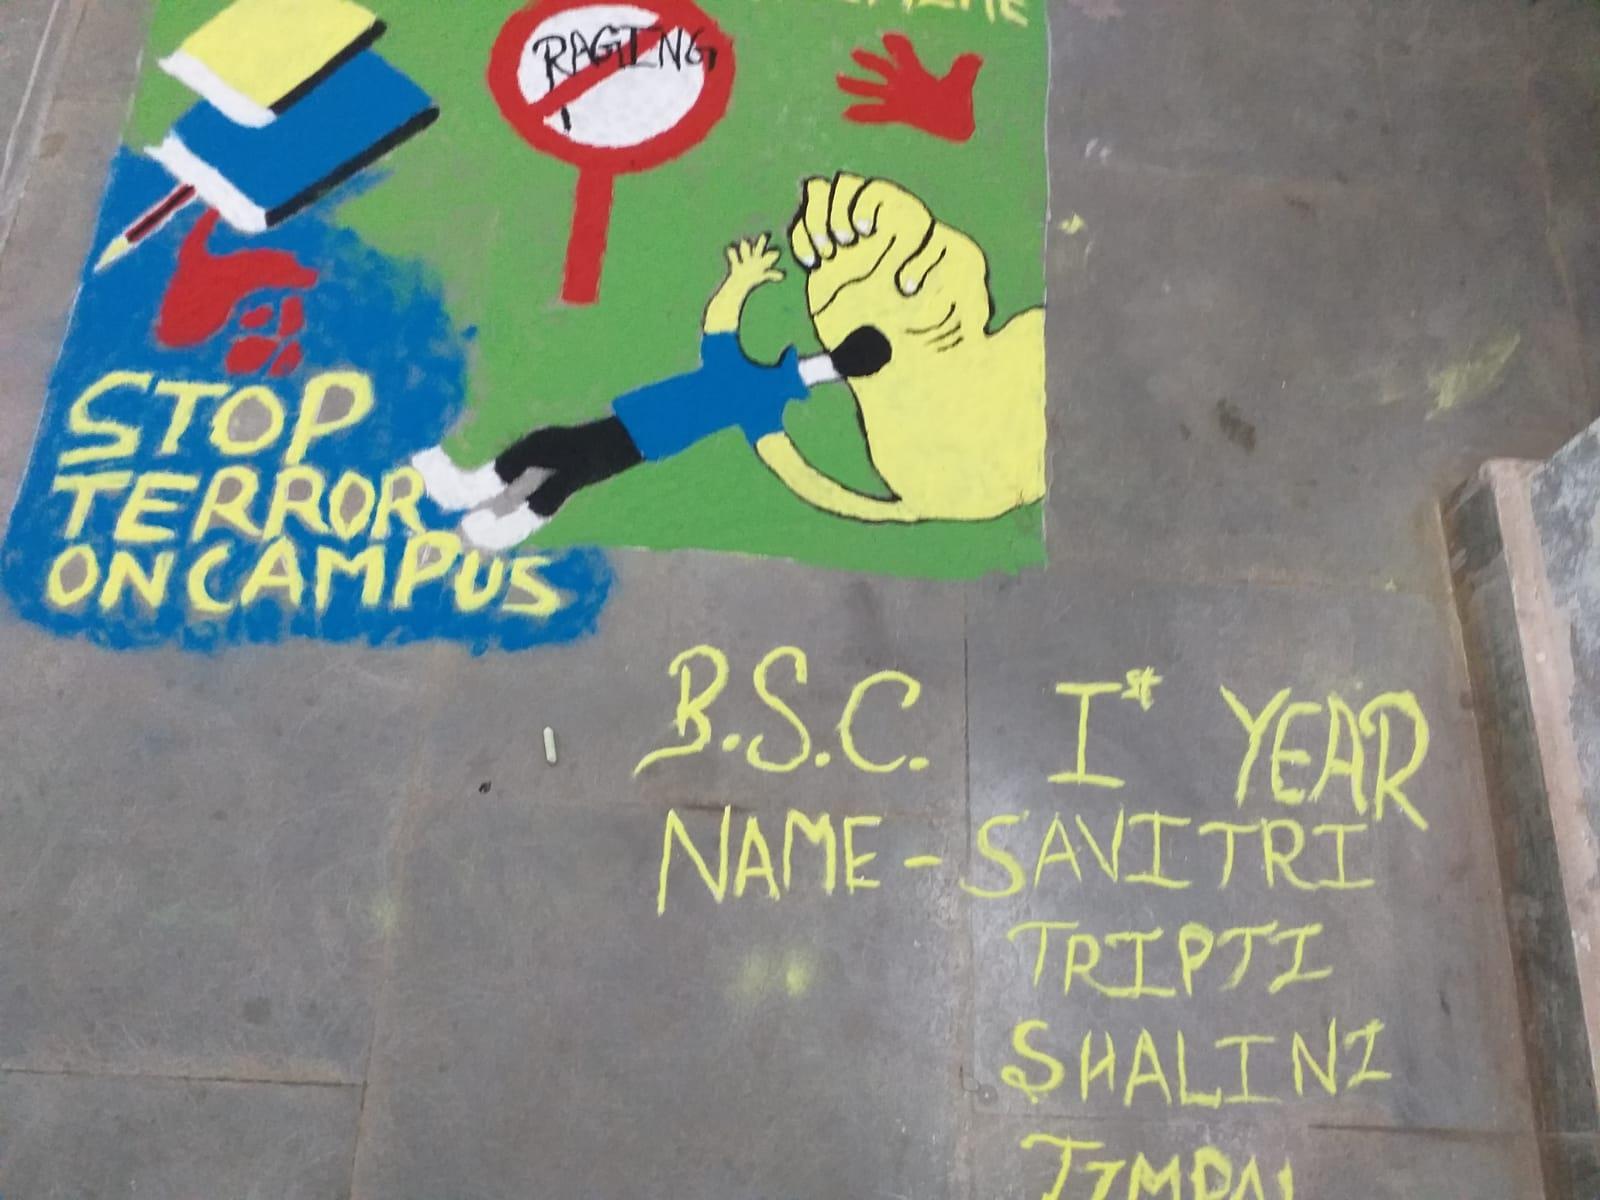 RAGING
STOP
TERROR
ON CAMPUS
B.S.C. Ist YEAR
NAME - SAVITRI
TRIPTI
SHALINI